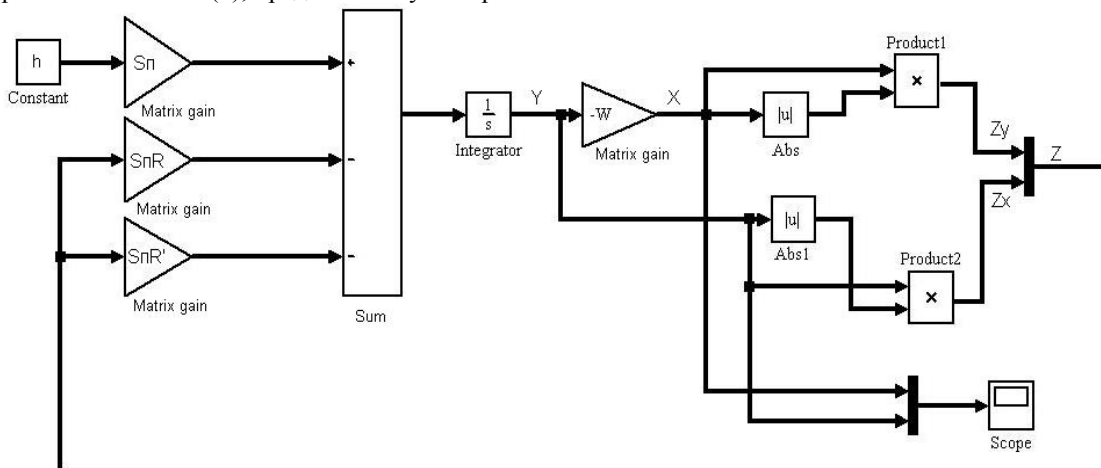 h
Constant
Sп
Matrix gain
SпR
Matrix gain
SпR'
Matrix gain
+
-
-
Sum
1
s
Integrator
Y
-W
Matrix gain
X
|u|
Abs
|u|
Abs1
Product1
×
Product2
×
Zy
Zx
Z
Scope